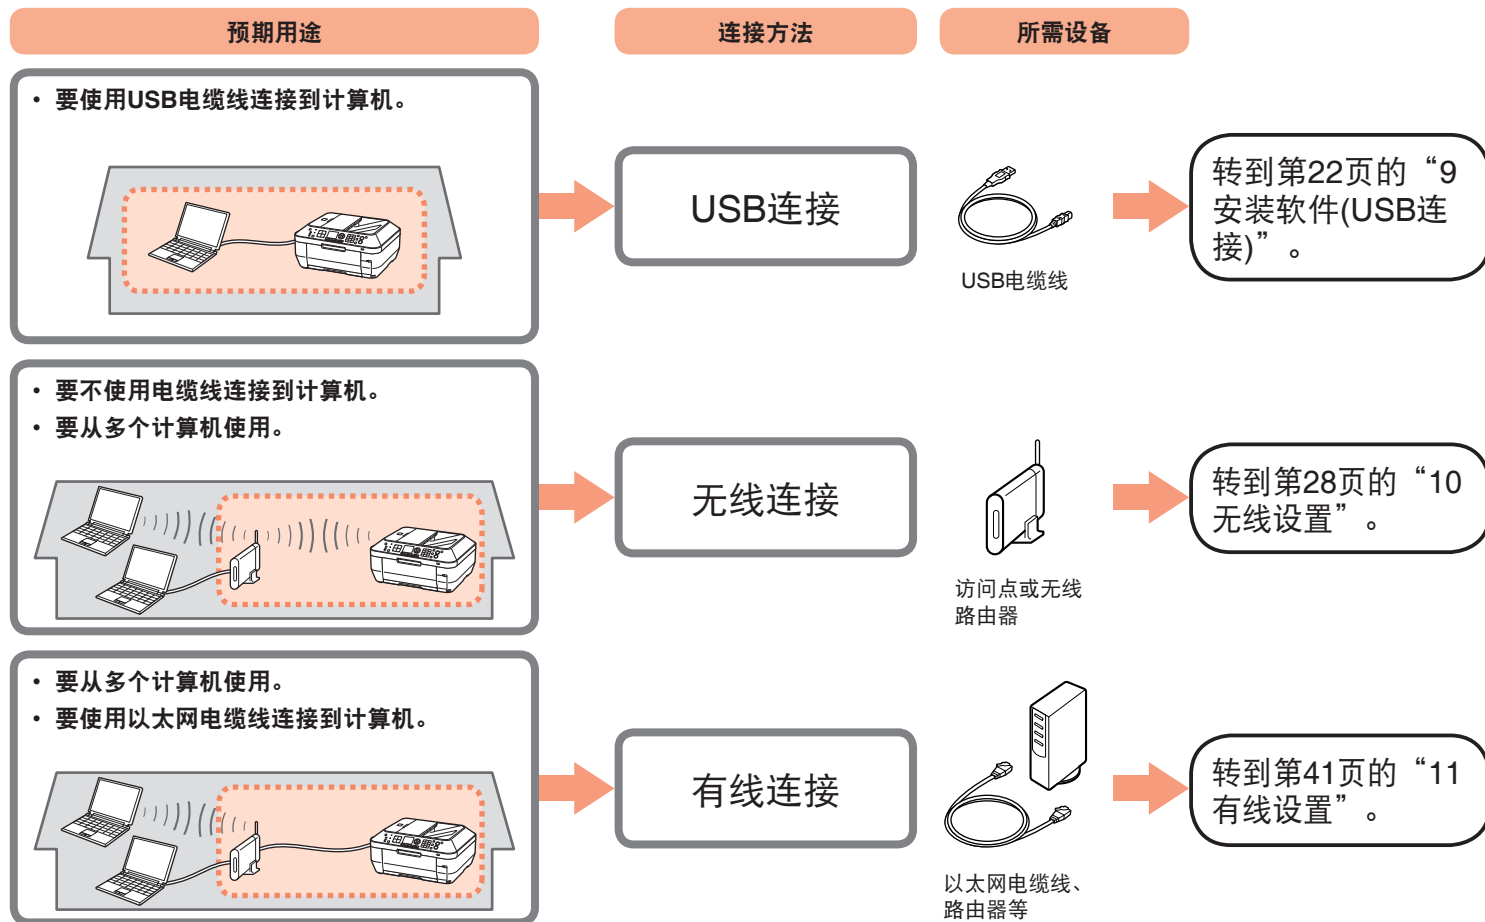 预期用途
连接方法
所需设备
• 要使用USB电缆线连接到计算机。
USB连接
USB电缆线
转到第22页的“9
安装软件(USB连
接)”。
• 要不使用电缆线连接到计算机。
• 要从多个计算机使用。
无线连接
访问点或无线
路由器
转到第28页的“10
无线设置”。
• 要从多个计算机使用。
• 要使用以太网电缆线连接到计算机。
有线连接
以太网电缆线、
路由器等
转到第41页的“11
有线设置”。